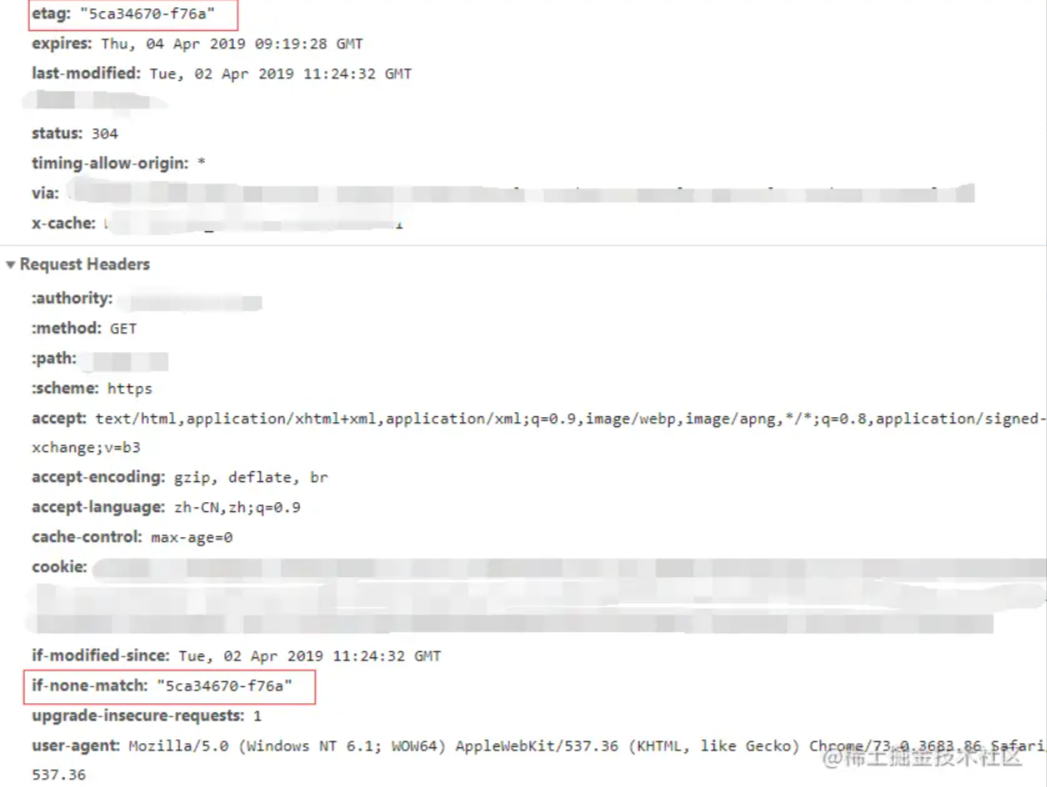 etag: "5ca34670-f76a"
expires: Thu, 04 Apr 2019 09:19:28 GMT
last-modified: Tue, 02 Apr 2019 11:24:32 GMT
status: 304
timing-allow-origin: *
via:
x-cache:
Request Headers
:authority:
:method: GET
:path:
:scheme: https
accept: text/html,application/xhtml+xml,application/xml;q=0.9,image/webp,image/apng,*/*;q=0.8,application/signed-
xchange;v=b3
accept-encoding: gzip, deflate, br
accept-language: zh-CN,zh;q=0.9
cache-control: max-age=0
cookie:
if-modified-since: Tue, 02 Apr 2019 11:24:32 GMT
if-none-match: "5ca34670-f76a"
upgrade-insecure-requests: 1
user-agent: Mozilla/5.0 (Windows NT 6.1; WOW64) AppleWebKit/537.36 (KHTML, like Gecko) Chrome/73.0.3683.86 Safari
537.36
@稀土掘金技术社区